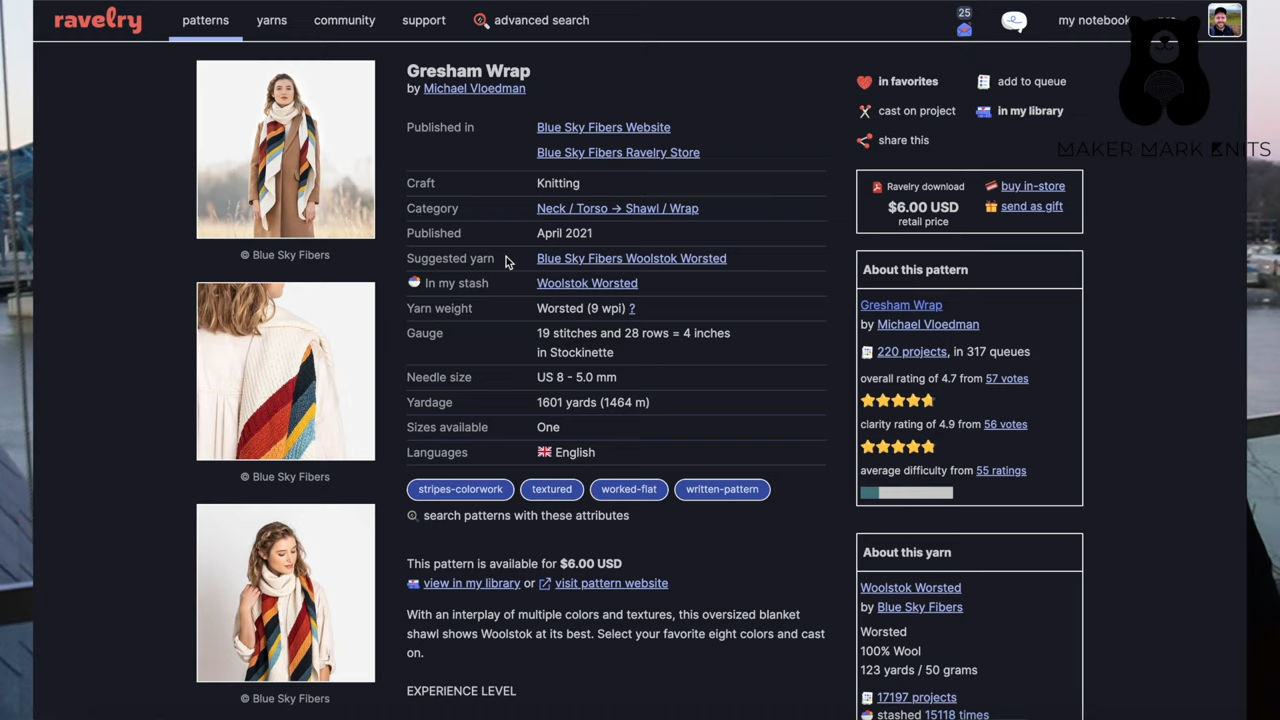 ravelry
patterns
yarns
community
support
advanced search
25
my notebook
Gresham Wrap
by Michael Vloedman
Published in
Blue Sky Fibers Website
Blue Sky Fibers Ravelry Store
Craft
Knitting
Category
Neck / Torso → Shawl / Wrap
Published
April 2021
Suggested yarn
Blue Sky Fibers Woolstok Worsted
In my stash
Woolstok Worsted
Yarn weight
Worsted (9 wpi) ?
Gauge
19 stitches and 28 rows = 4 inches
in Stockinette
Needle size
US 8 - 5.0 mm
Yardage
1601 yards (1464 m)
Sizes available
One
Languages
English
stripes-colorwork
textured
worked-flat
written-pattern
search patterns with these attributes
This pattern is available for $6.00 USD
view in my library or visit pattern website
With an interplay of multiple colors and textures, this oversized blanket
shawl shows Woolstok at its best. Select your favorite eight colors and cast
on.
EXPERIENCE LEVEL
© Blue Sky Fibers
© Blue Sky Fibers
© Blue Sky Fibers
in favorites
add to queue
cast on project
in my library
share this
MAKER MARK KNITS
Ravelry download
$6.00 USD
retail price
buy in-store
send as gift
About this pattern
Gresham Wrap
by Michael Vloedman
220 projects, in 317 queues
overall rating of 4.7 from 57 votes
clarity rating of 4.9 from 56 votes
average difficulty from 55 ratings
About this yarn
Woolstok Worsted
by Blue Sky Fibers
Worsted
100% Wool
123 yards / 50 grams
17197 projects
stashed 15118 times